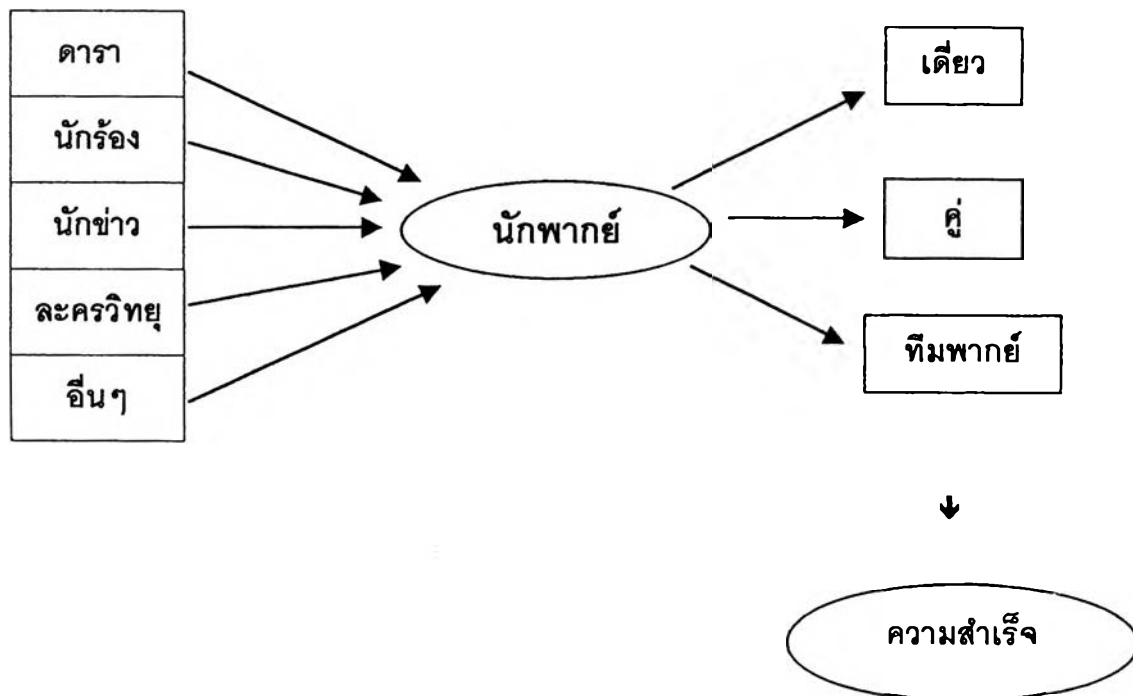 ดารา
นักร้อง
นักข่าว
ละครวิทยุ
อื่นๆ
นักพากย์
เดี่ยว
คู่
ทีมพากย์
ความสำเร็จ